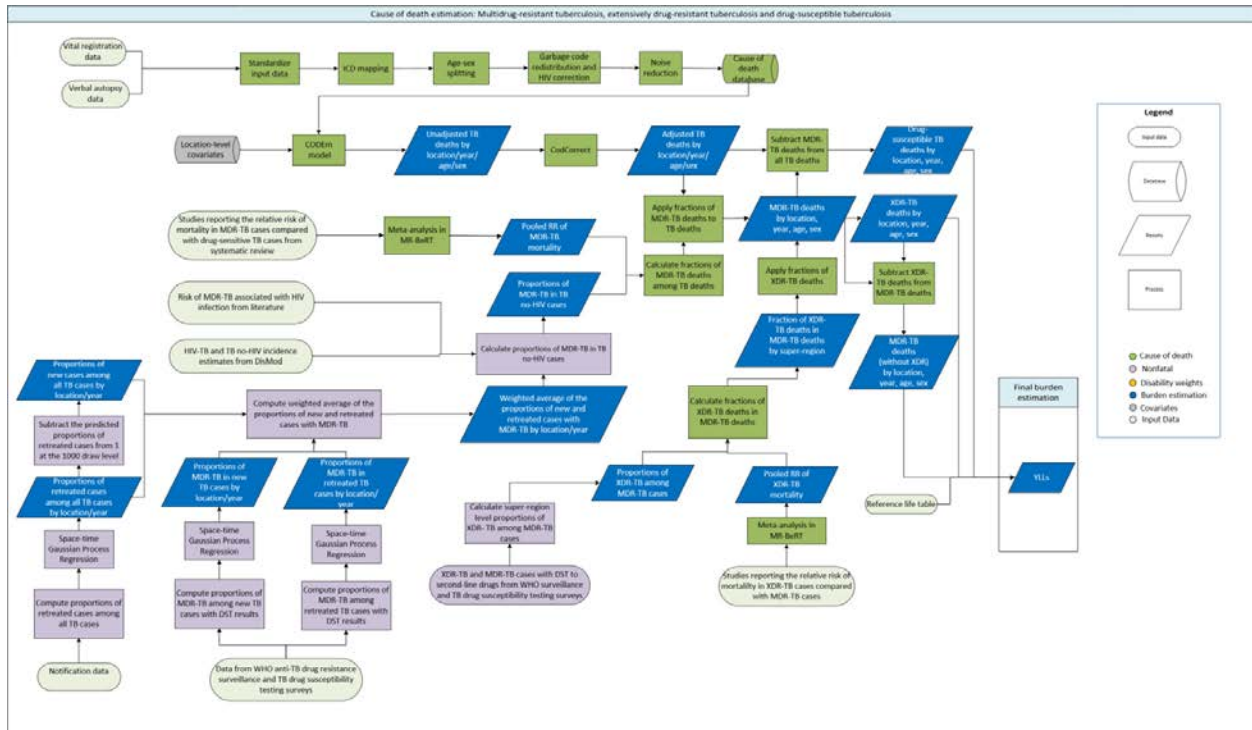 Cause of death estimation: Multidrug-resistant tuberculosis, extensively drug-resistant tuberculosis and drug-susceptible tuberculosis
Vital registration
data
Verbal autopsy
data
Standardize
input data
ICD mapping
Age-sex
splitting
Garbage code
redistribution and
HIV correction
Noise
reduction
Cause of
death
database
Location-level
covariates
CODEm
model
Unadjusted TB
deaths by
location/year/
age/sex
CodCorrect
Adjusted TB
deaths by
location/year/
age/sex
Subtract MDR-
TB deaths from
all TB deaths
Drug-
susceptible TB
deaths by
location, year,
age, sex
Studies reporting the relative risk of
mortality in MDR-TB cases compared
with drug-sensitive TB cases from
systematic review
Meta-analysis in
MR-BeRT
Pooled RR of
MDR-TB
mortality
Apply fractions of
MDR-TB deaths to
TB deaths
MDR-TB deaths
by location,
year, age, sex
XDR-TB
deaths by
location, year,
age, sex
Calculate fractions of
MDR-TB deaths
among TB deaths
Apply fractions of
XDR-TB deaths
Subtract XDR-
TB deaths from
MDR-TB deaths
Risk of MDR-TB associated with HIV
infection from literature
HIV-TB and TB no-HIV incidence
estimates from DisMod
Proportions of
MDR-TB in TB
no-HIV cases
Calculate proportions of MDR-TB in TB
no-HIV cases
Fraction of XDR-
TB deaths in
MDR-TB deaths
by super-region
MDR-TB
deaths
(without XDR)
by location,
year, age, sex
Proportions of
new cases among
all TB cases by
location/year
Subtract the predicted
proportions of
retreated cases from 1
at the 1000 draw level
Proportions of
retreated cases
among all TB cases
by location/year
Space-time
Gaussian Process
Regression
Compute proportions of
retreated cases among
all TB cases
Notification data
Compute weighted average of the
proportions of new and retreated
cases with MDR-TB
Weighted average of the
proportions of new and
retreated cases with
MDR-TB by location/year
Proportions of
MDR-TB in new
TB cases by
location/year
Proportions of
MDR-TB in
retreated TB
cases by location/
year
Space-time
Gaussian Process
Regression
Space-time
Gaussian Process
Regression
Compute proportions of
MDR-TB among new TB
cases with DST results
Compute proportions of
MDR-TB among
retreated TB cases with
DST results
Data from WHO anti-TB drug resistance
surveillance and TB drug susceptibility
testing surveys
Calculate fractions of
XDR-TB deaths in
MDR-TB deaths
Proportions of
XDR-TB among
MDR-TB cases
Pooled RR of
XDR-TB
mortality
Calculate super-region
level proportions of
XDR- TB among MDR-TB
cases
Meta analysis in
MR-BeRT
XDR-TB and MDR-TB-cases with DST to
second-line drugs from WHO surveillance
and TB drug susceptibility testing surveys
Studies reporting the relative risk of
mortality in XDR-TB cases compared
with MDR-TB cases
Reference life table
Final burden
estimation
YLLs
Legend
Input data
Database
Results
Process
Cause of death
Nonfatal
Disability weights
Burden estimation
Covariates
Input Data